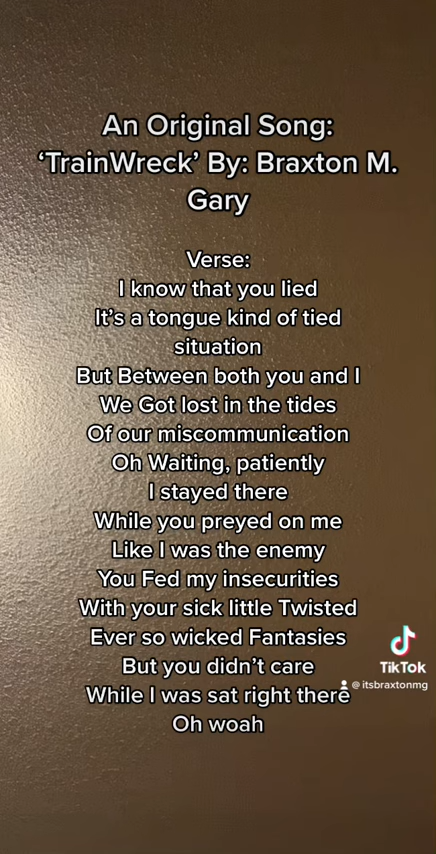 An Original Song:
‘TrainWreck’ By: Braxton M.
Gary
Verse:
I know that you lied
It’s a tongue kind of tied
situation
But Between both you and I
We Got lost in the tides
Of our miscommunication
Oh Waiting, patiently
I stayed there
While you preyed on me
Like I was the enemy
You Fed my insecurities
With your sick little Twisted
Ever so wicked Fantasies
But you didn’t care
While I was sat right there
Oh woah
TikTok
@itsbraxtonmg